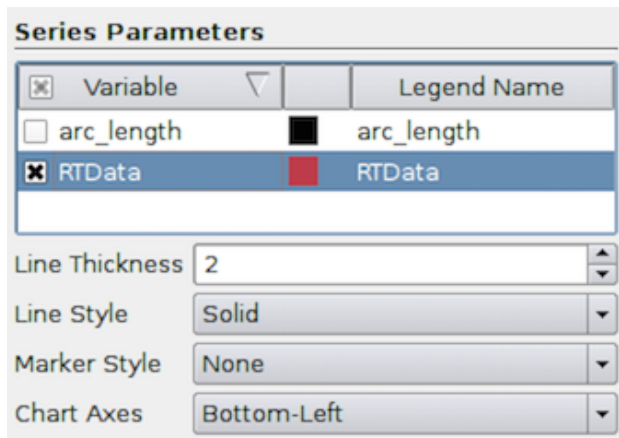 Series Parameters
Variable Legend Name
arc_length arc_length
RTData RTData
Line Thickness 2
Line Style Solid
Marker Style None
Chart Axes Bottom-Left